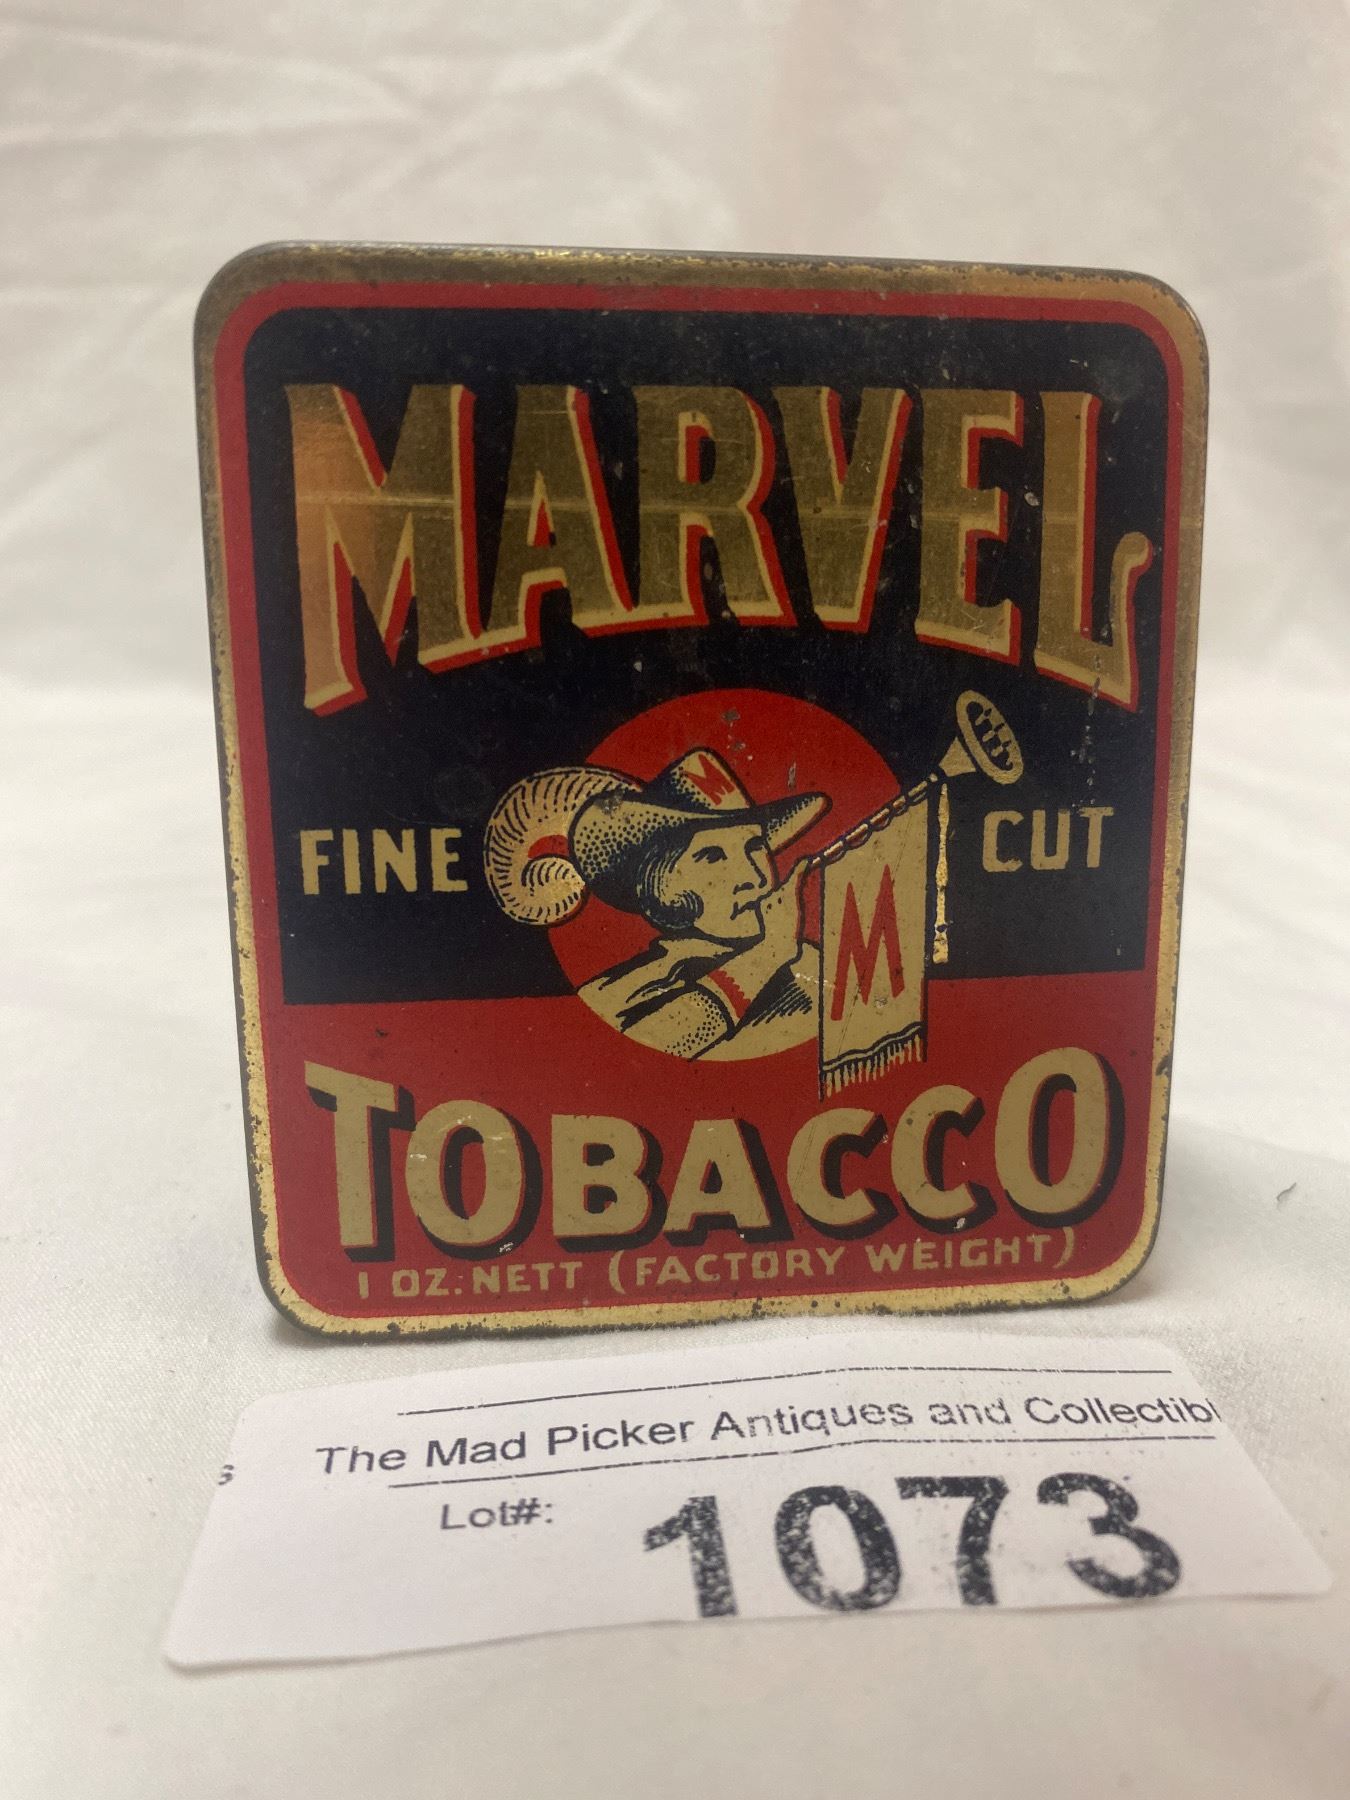 MARVEL
M
FINE CUT
M
TOBACCO
1 OZ. NETT (FACTORY WEIGHT)
s The Mad Picker Antiques and Collectibl
Lot#: 1073